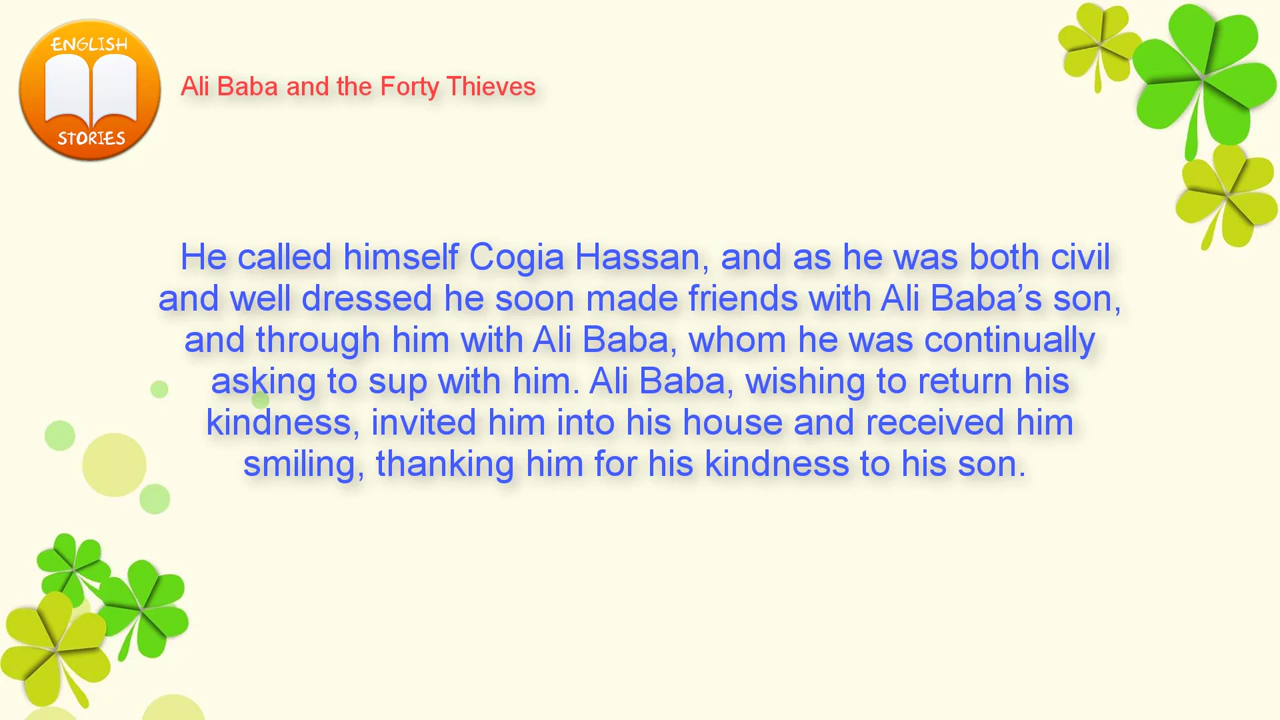 ENGLISH
STORIES
Ali Baba and the Forty Thieves
He called himself Cogia Hassan, and as he was both civil
and well dressed he soon made friends with Ali Baba’s son,
and through him with Ali Baba, whom he was continually
asking to sup with him. Ali Baba, wishing to return his
kindness, invited him into his house and received him
smiling, thanking him for his kindness to his son.